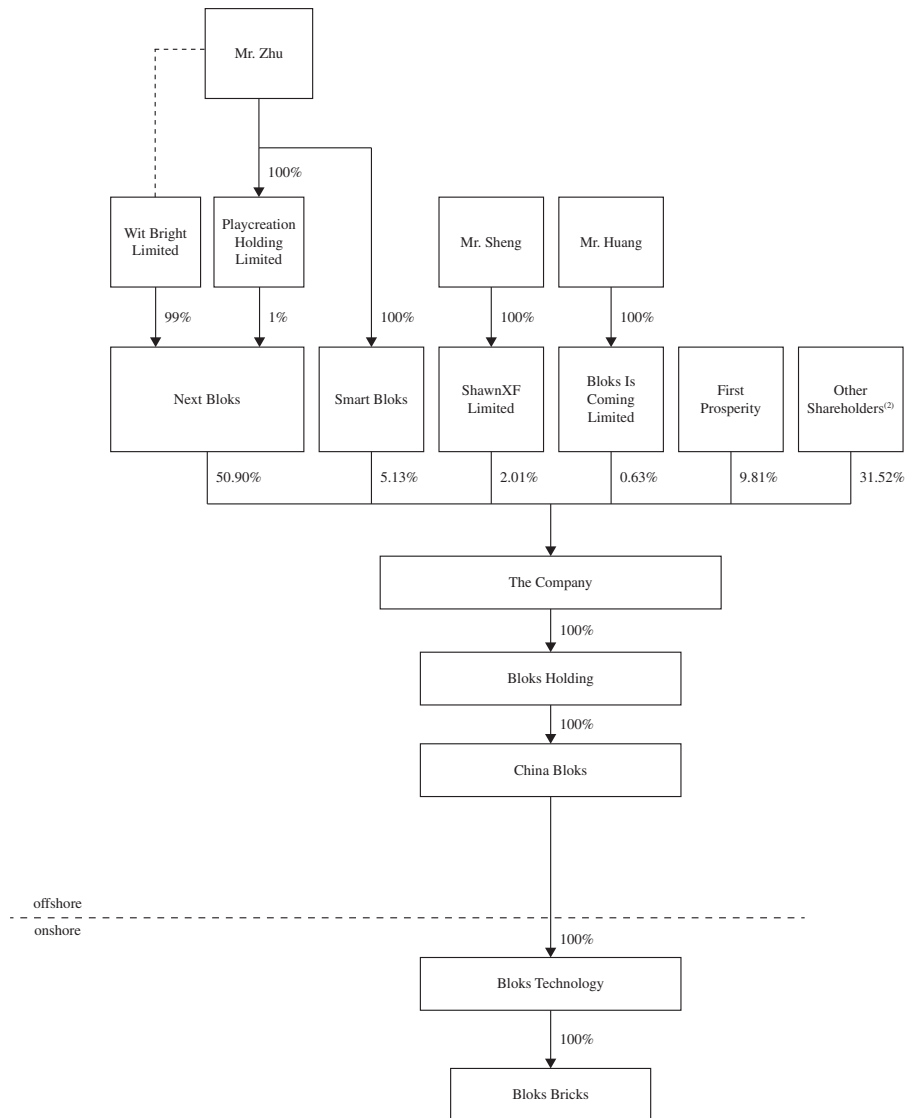 Mr. Zhu
100%
Wit Bright
Limited
Playcreation
Holding
Limited
Mr. Sheng
Mr. Huang
99%
1%
100%
100%
100%
Next Bloks
Smart Bloks
ShawnXF
Limited
Bloks Is
Coming
Limited
First
Prosperity
Other
Shareholders(2)
50.90%
5.13%
2.01%
0.63%
9.81%
31.52%
The Company
100%
Bloks Holding
100%
China Bloks
offshore
onshore
100%
Bloks Technology
100%
Bloks Bricks